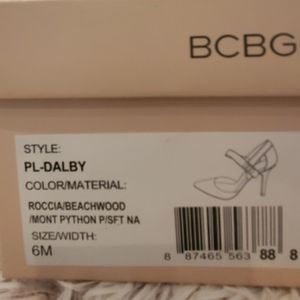 BCBG
STYLE:
PL-DALBY
COLOR/MATERIAL:
ROCCIA/BEACHWOOD
/MONT PYTHON P/SFT NA
SIZE/WIDTH:
6M
8 87465 563 88 8